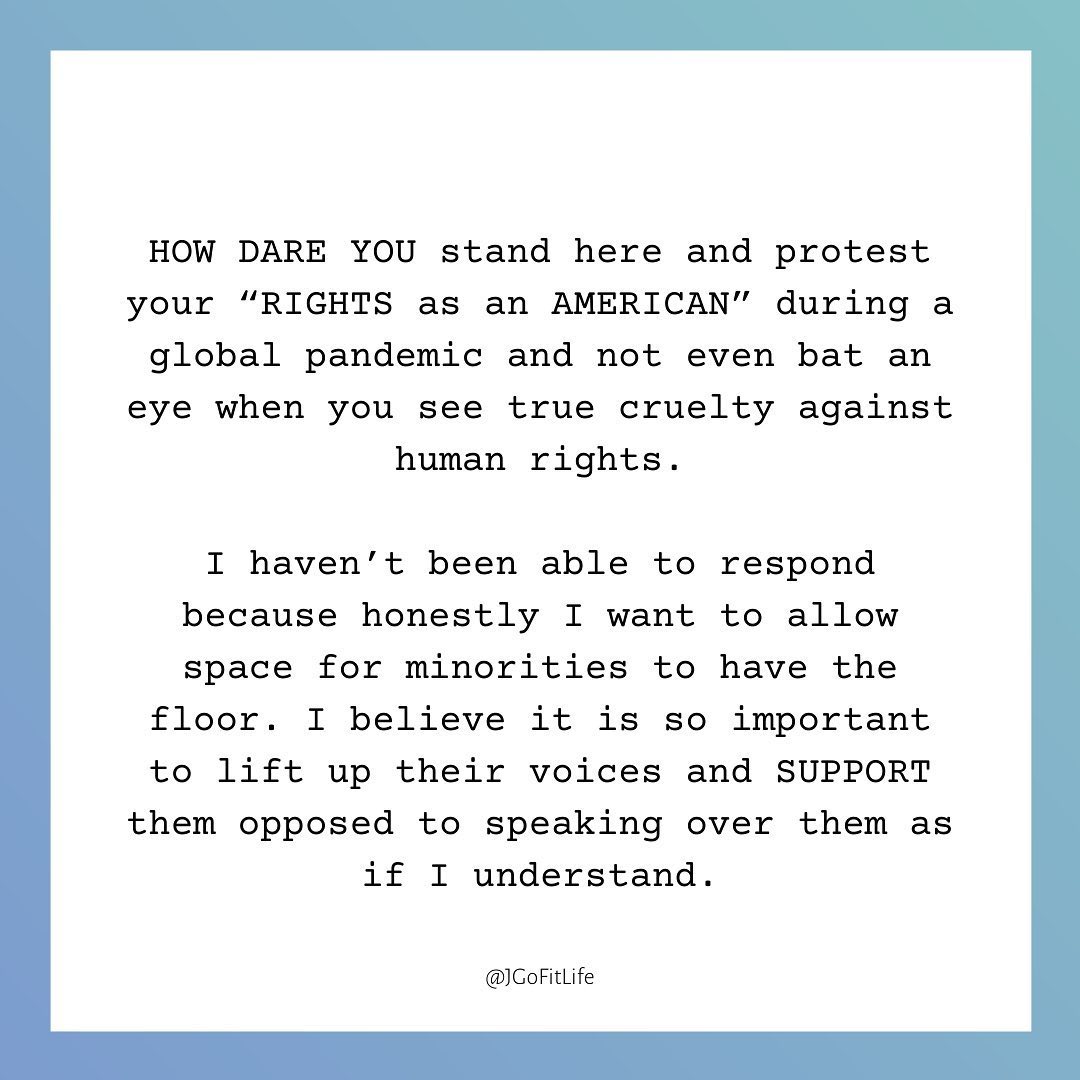 HOW DARE YOU stand here and protest
your “RIGHTS as an AMERICAN” during a
global pandemic and not even bat an
eye when you see true cruelty against
human rights.
I haven’t been able to respond
because honestly I want to allow
space for minorities to have the
floor. I believe it is so important
to lift up their voices and SUPPORT
them opposed to speaking over them as
if I understand.
@JGoFitLife